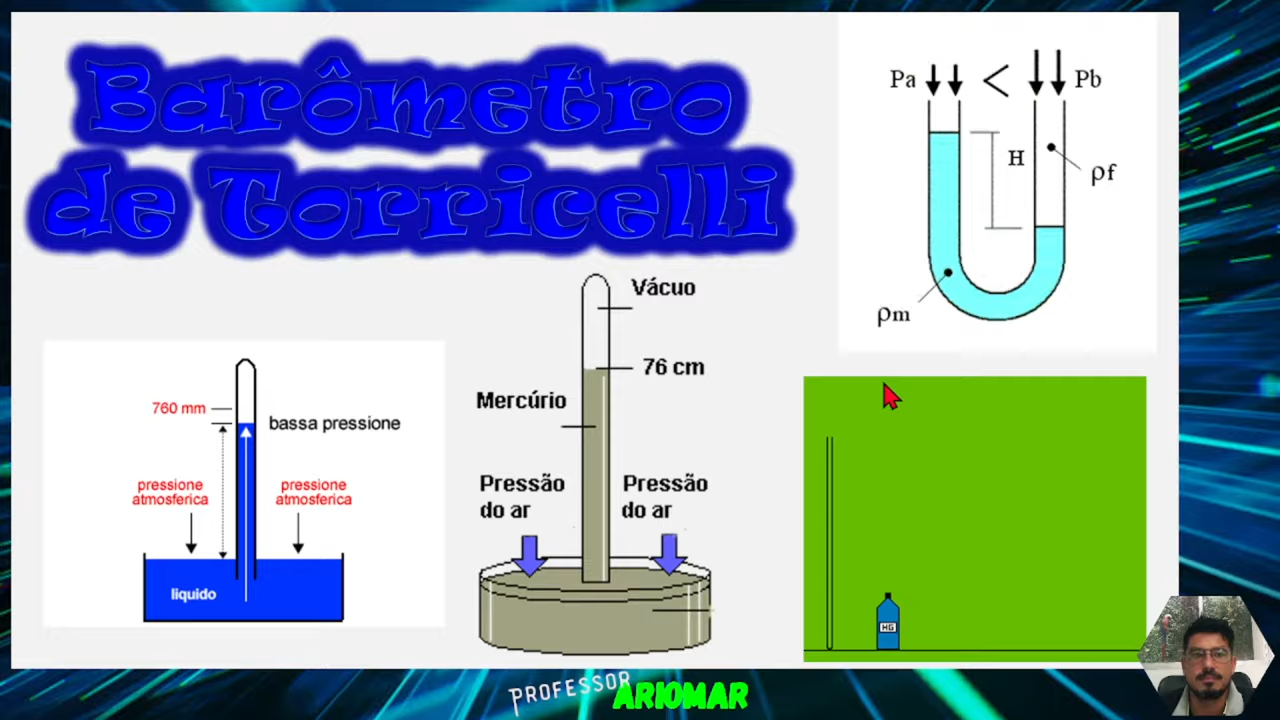 Barômetro
de Torricelli
Pa < Pb
H
ρf
ρm
Vácuo
76 cm
Mercúrio
Pressão
do ar
Pressão
do ar
760 mm
bassa pressione
pressione
atmosferica
pressione
atmosferica
liquido
HG
PROFESSOR ARIOMAR